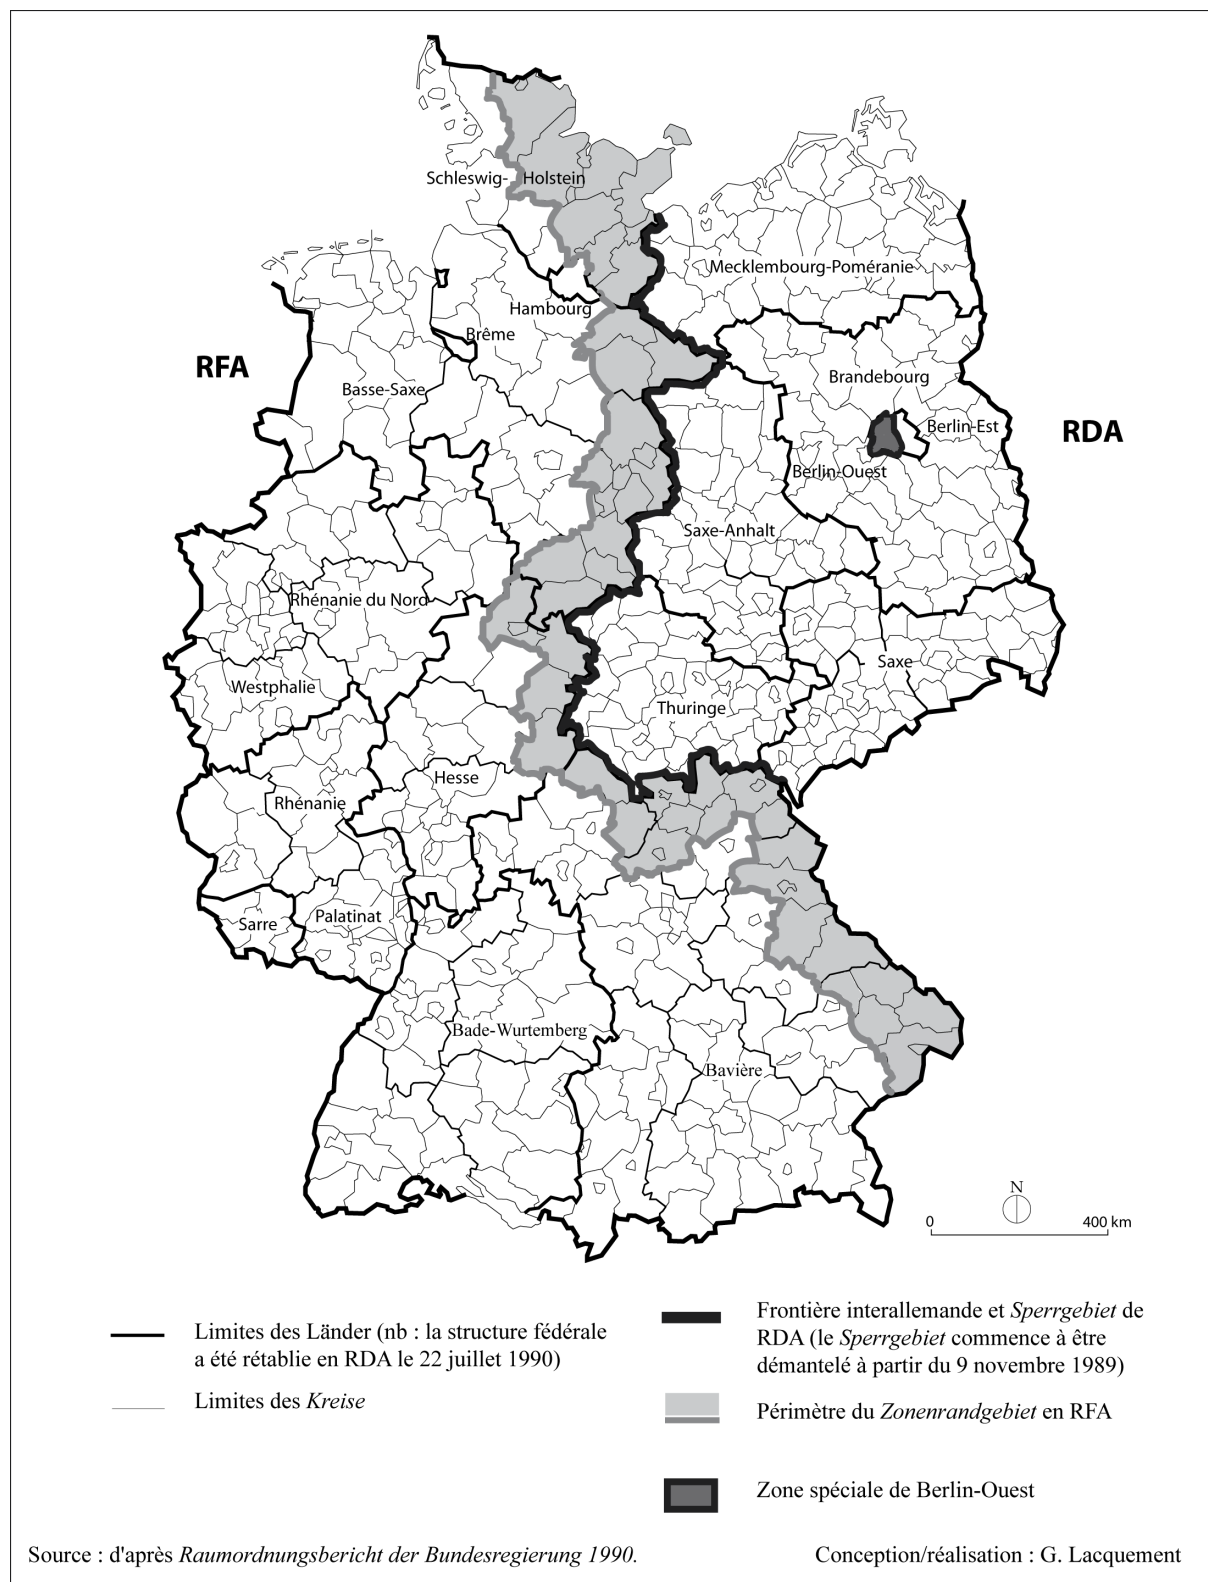 Schleswig-Holstein
Mecklembourg-Poméranie
Hambourg
Brême
RFA
Brandebourg
Basse-Saxe
Berlin-Est
RDA
Berlin-Ouest
Saxe-Anhalt
Rhénanie du Nord
Saxe
Westphalie
Thuringe
Hesse
Rhénanie
Palatinat
Sarre
Bade-Wurtemberg
Bavière
N
0 400 km
Limites des Länder (nb : la structure fédérale
a été rétablie en RDA le 22 juillet 1990)
Limites des Kreise
Frontière interallemande et Sperrgebiet de
RDA (le Sperrgebiet commence à être
démantelé à partir du 9 novembre 1989)
Périmètre du Zonenrandgebiet en RFA
Zone spéciale de Berlin-Ouest
Source : d'après Raumordnungsbericht der Bundesregierung 1990.
Conception/réalisation : G. Lacquement